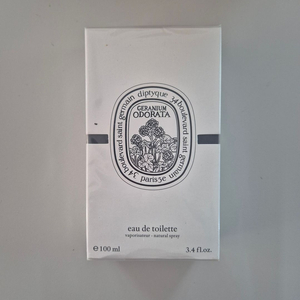 GERANIUM
ODORATA
34 boulevard saint germain diptyque 34 boulevard saint germain paris5e
eau de toilette
vaporisateur - natural spray
e 100 ml
3.4 fl.oz.